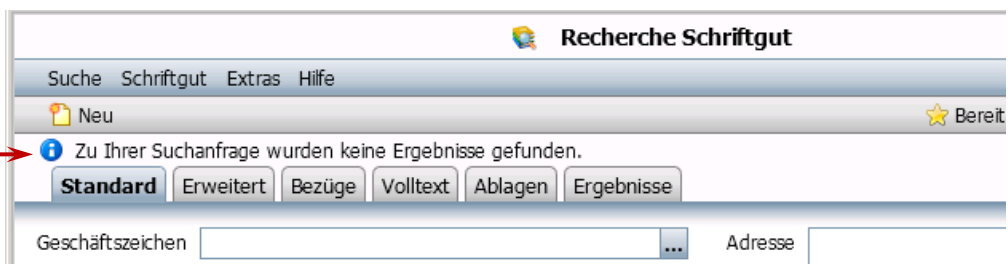 Recherche Schriftgut
Suche Schriftgut Extras Hilfe
Neu Bereit
Zu Ihrer Suchanfrage wurden keine Ergebnisse gefunden.
Standard Erweitert Bezüge Volltext Ablagen Ergebnisse
Geschäftszeichen ... Adresse